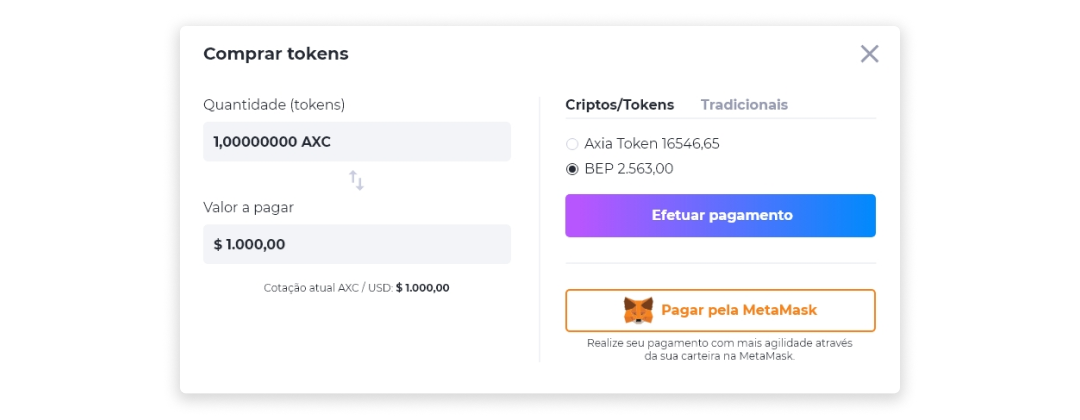 Comprar tokens
Quantidade (tokens)
1,00000000 AXC
Valor a pagar
$ 1.000,00
Cotação atual AXC / USD: $ 1.000,00
Criptos/Tokens
Tradicionais
Axia Token 16546,65
BEP 2.563,00
Efetuar pagamento
Pagar pela MetaMask
Realize seu pagamento com mais agilidade através
da sua carteira na MetaMask.